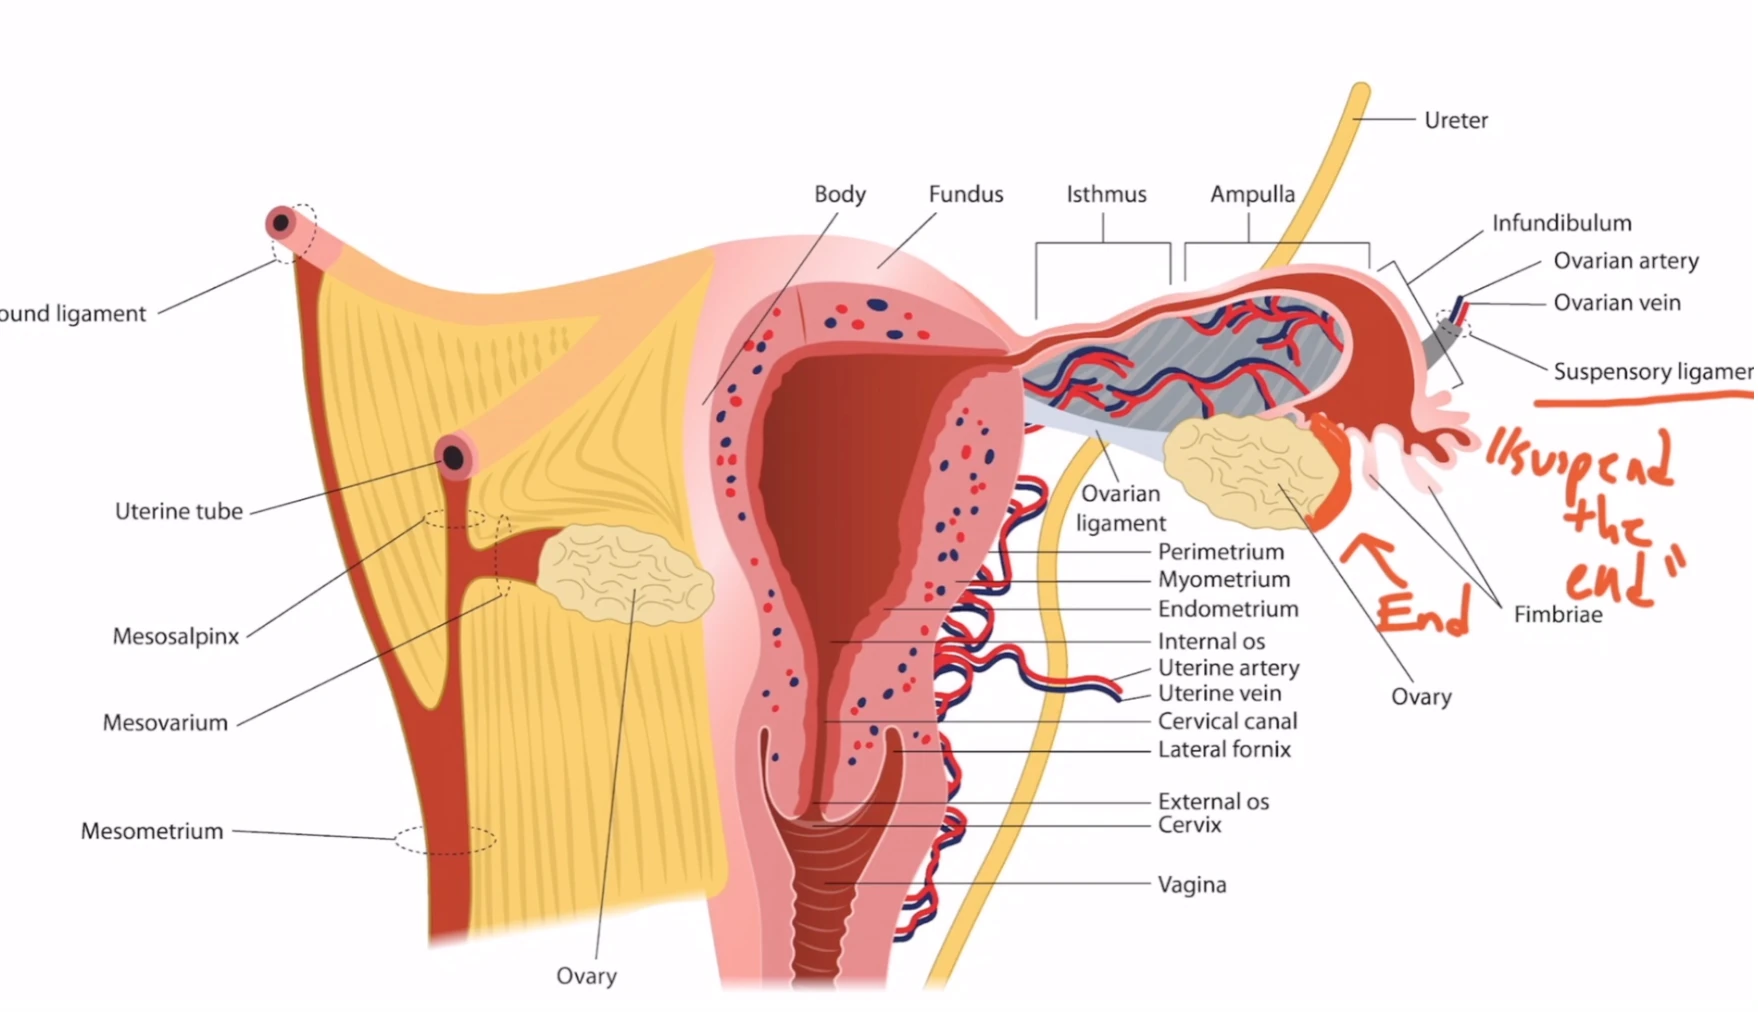 Ureter
Body
Fundus
Isthmus
Ampulla
Infundibulum
Ovarian artery
Ovarian vein
ound ligament
Suspensory ligamen
"suspend
the
end"
Uterine tube
Ovarian
ligament
Perimetrium
Myometrium
Endometrium
Internal os
Uterine artery
Uterine vein
Cervical canal
Lateral fornix
External os
Cervix
Vagina
End
Fimbriae
Ovary
Mesosalpinx
Mesovarium
Mesometrium
Ovary